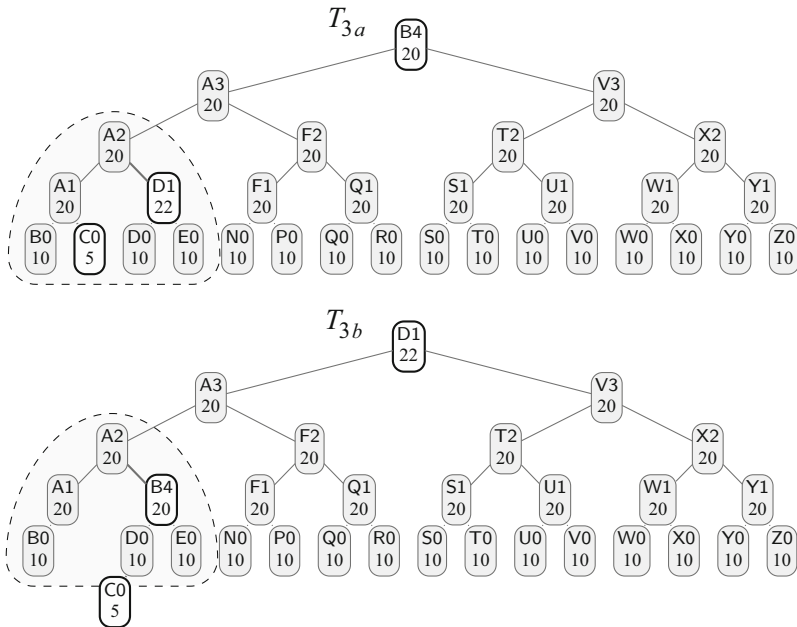 T3a
B4
20
A3
20
V3
20
A2
20
F2
20
T2
20
X2
20
A1
20
D1
22
F1
20
Q1
20
S1
20
U1
20
W1
20
Y1
20
B0 C0 D0 E0 N0 P0 Q0 R0 S0 T0 U0 V0 W0 X0 Y0 Z0
10 5 10 10 10 10 10 10 10 10 10 10 10 10 10 10
T3b
D1
22
A3
20
V3
20
A2
20
F2
20
T2
20
X2
20
A1
20
B4
20
F1
20
Q1
20
S1
20
U1
20
W1
20
Y1
20
B0 D0 E0 N0 P0 Q0 R0 S0 T0 U0 V0 W0 X0 Y0 Z0
10 10 10 10 10 10 10 10 10 10 10 10 10 10 10
C0
5